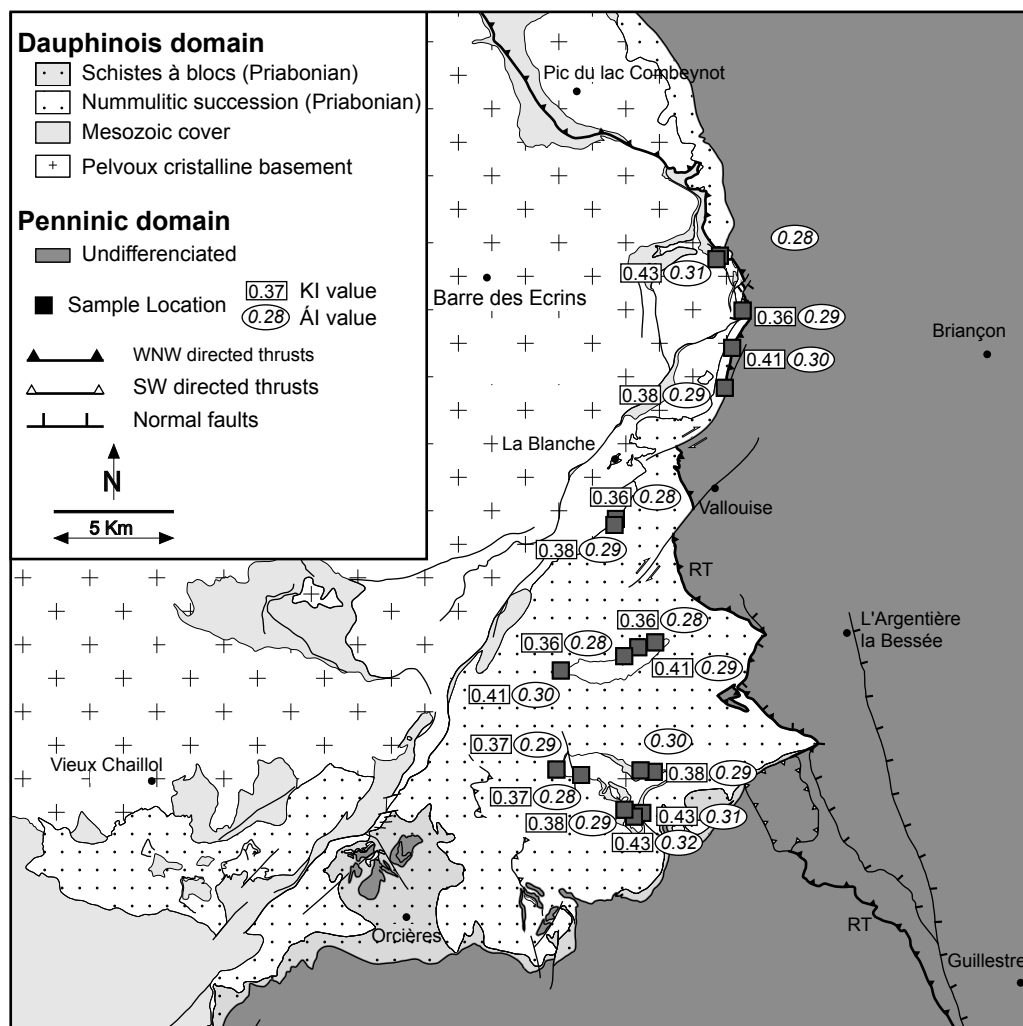 Dauphinois domain
Schistes à blocs (Priabonian)
Nummulitic succession (Priabonian)
Mesozoic cover
Pelvoux cristalline basement
Penninic domain
Undifferenciated
Sample Location
0.37 KI value
0.28 ÁI value
WNW directed thrusts
SW directed thrusts
Normal faults
N
5 Km
Pic du lac Combeynot
0.28
0.43 0.31
Barre des Ecrins
0.36 0.29
Briançon
0.41 0.30
0.38 0.29
La Blanche
0.36 0.28
Vallouise
0.38 0.29
RT
0.36 0.28
L'Argentière
la Bessée
0.36 0.28
0.41 0.29
0.41 0.30
0.37 0.29
0.30
Vieux Chaillol
0.38 0.29
0.37 0.28
0.43 0.31
0.38 0.29
0.43 0.32
Orcières
RT
Guillestre